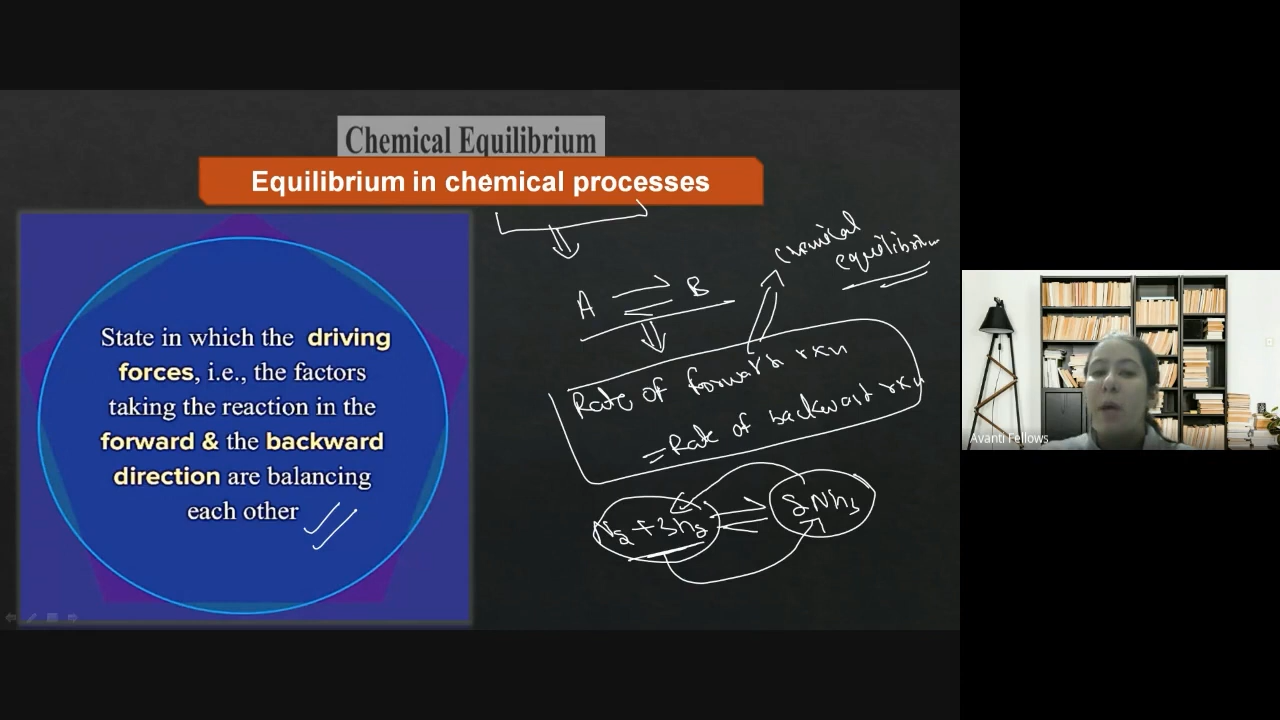 Chemical Equilibrium
Equilibrium in chemical processes
State in which the driving
forces, i.e., the factors
taking the reaction in the
forward & the backward
direction are balancing
each other
A ⇌ B
chemical
equilibrium
Rate of forward rxn
= Rate of backward rxn
N2 + 3H2 ⇌ 2NH3
Avanti Fellows